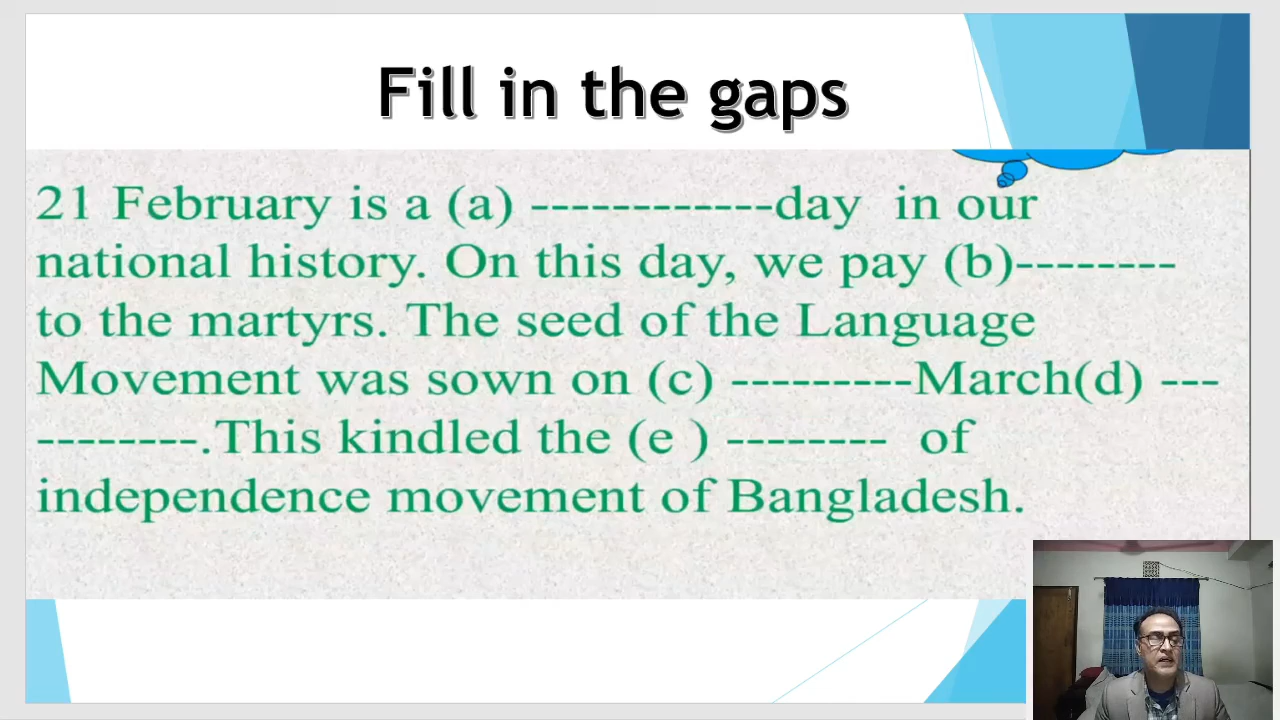 Fill in the gaps
21 February is a (a) ------------day in our
national history. On this day, we pay (b)--------
to the martyrs. The seed of the Language
Movement was sown on (c) ---------March(d) ---
--------.This kindled the (e ) -------- of
independence movement of Bangladesh.